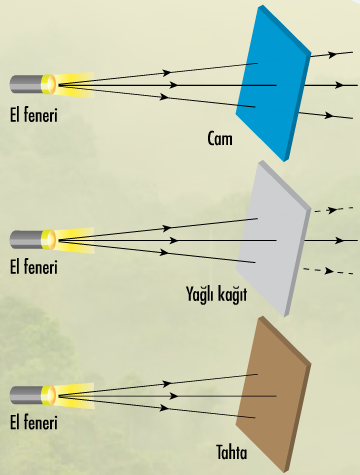 El feneri
Cam
El feneri
Yağlı kağıt
El feneri
Tahta